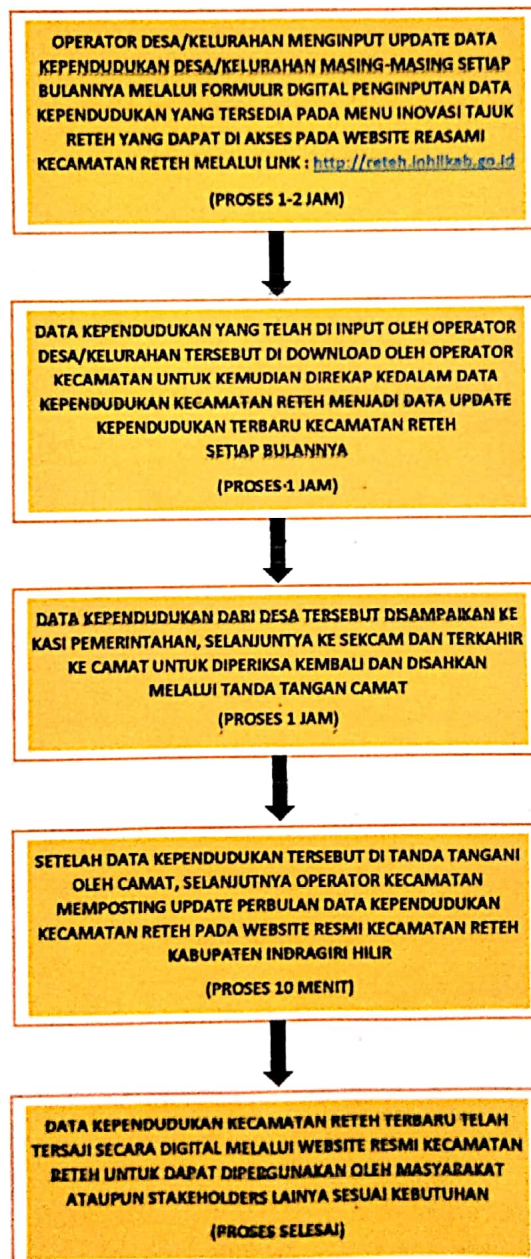 OPERATOR DESA/KELURAHAN MENGINPUT UPDATE DATA
KEPENDUDUKAN DESA/KELURAHAN MASING-MASING SETIAP
BULANNYA MELALUI FORMULIR DIGITAL PENGINPUTAN DATA
KEPENDUDUKAN YANG TERSEDIA PADA MENU INOVASI TAJUK
RETEH YANG DAPAT DI AKSES PADA WEBSITE REASAMI
KECAMATAN RETEH MELALUI LINK : http://reteh.inhilkab.go.id
(PROSES 1-2 JAM)
DATA KEPENDUDUKAN YANG TELAH DI INPUT OLEH OPERATOR
DESA/KELURAHAN TERSEBUT DI DOWNLOAD OLEH OPERATOR
KECAMATAN UNTUK KEMUDIAN DIREKAP KEDALAM DATA
KEPENDUDUKAN KECAMATAN RETEH MENJADI DATA UPDATE
KEPENDUDUKAN TERBARU KECAMATAN RETEH
SETIAP BULANNYA
(PROSES 1 JAM)
DATA KEPENDUDUKAN DARI DESA TERSEBUT DISAMPAIKAN KE
KASI PEMERINTAHAN, SELANJUNTYA KE SEKCAM DAN TERKAHIR
KE CAMAT UNTUK DIPERIKSA KEMBALI DAN DISAHKAN
MELALUI TANDA TANGAN CAMAT
(PROSES 1 JAM)
SETELAH DATA KEPENDUDUKAN TERSEBUT DI TANDA TANGANI
OLEH CAMAT, SELANJUTNYA OPERATOR KECAMATAN
MEMPOSTING UPDATE PERBULAN DATA KEPENDUDUKAN
KECAMATAN RETEH PADA WEBSITE RESMI KECAMATAN RETEH
KABUPATEN INDRAGIRI HILIR
(PROSES 10 MENIT)
DATA KEPENDUDUKAN KECAMATAN RETEH TERBARU TELAH
TERSAJI SECARA DIGITAL MELALUI WEBSITE RESMI KECAMATAN
RETEH UNTUK DAPAT DIPERGUNAKAN OLEH MASYARAKAT
ATAUPUN STAKEHOLDERS LAINYA SESUAI KEBUTUHAN
(PROSES SELESAI)